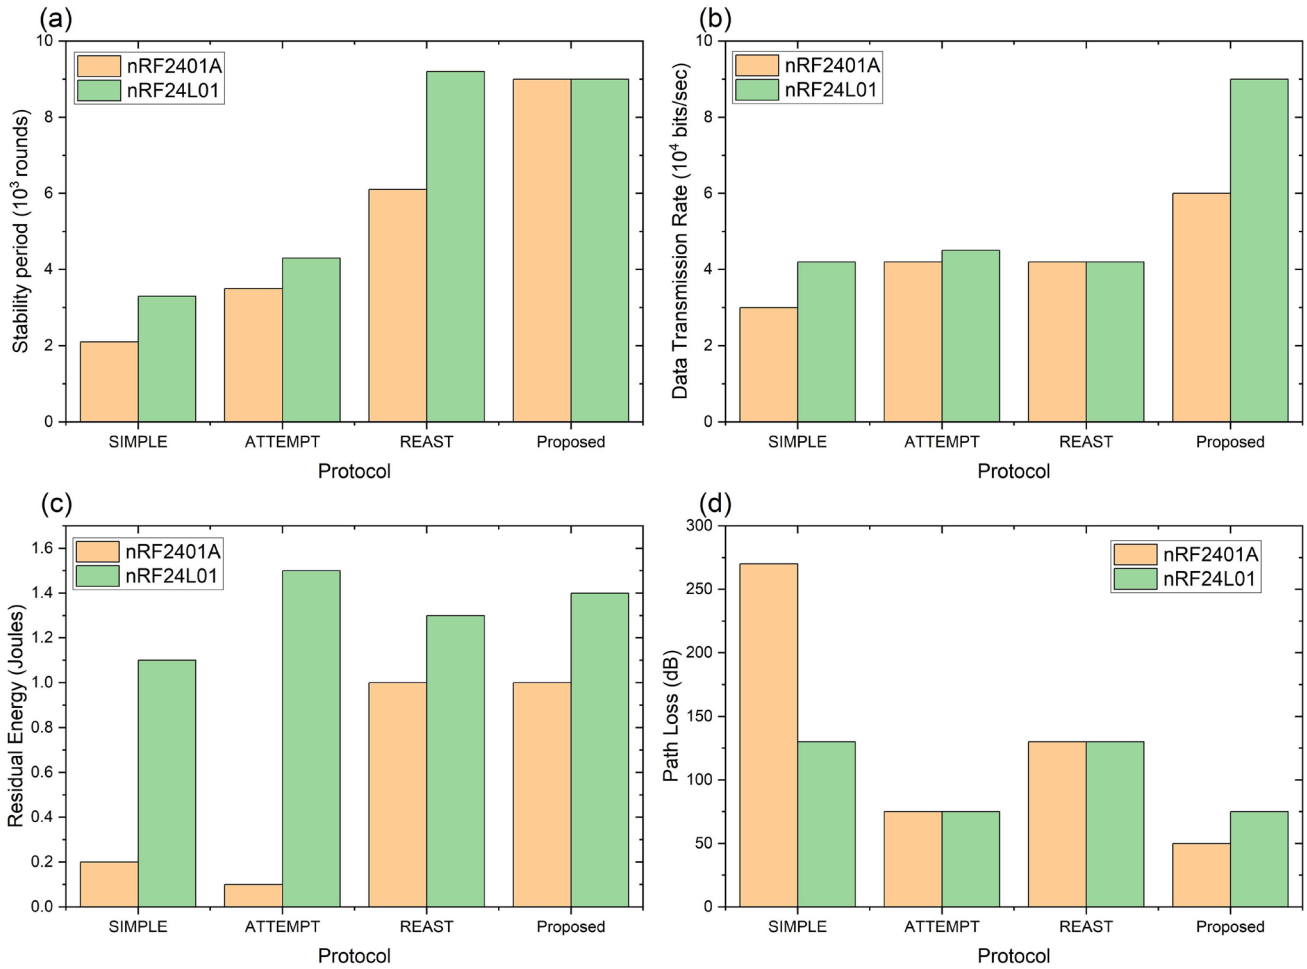 (a)
10
8
6
4
2
0
Stability period (10³ rounds)
nRF2401A
nRF24L01
SIMPLE ATTEMPT REAST Proposed
Protocol
(b)
10
8
6
4
2
0
Data Transmission Rate (10⁴ bits/sec)
nRF2401A
nRF24L01
SIMPLE ATTEMPT REAST Proposed
Protocol
(c)
1.6
1.4
1.2
1.0
0.8
0.6
0.4
0.2
0.0
Residual Energy (Joules)
nRF2401A
nRF24L01
SIMPLE ATTEMPT REAST Proposed
Protocol
(d)
300
250
200
150
100
50
0
Path Loss (dB)
nRF2401A
nRF24L01
SIMPLE ATTEMPT REAST Proposed
Protocol